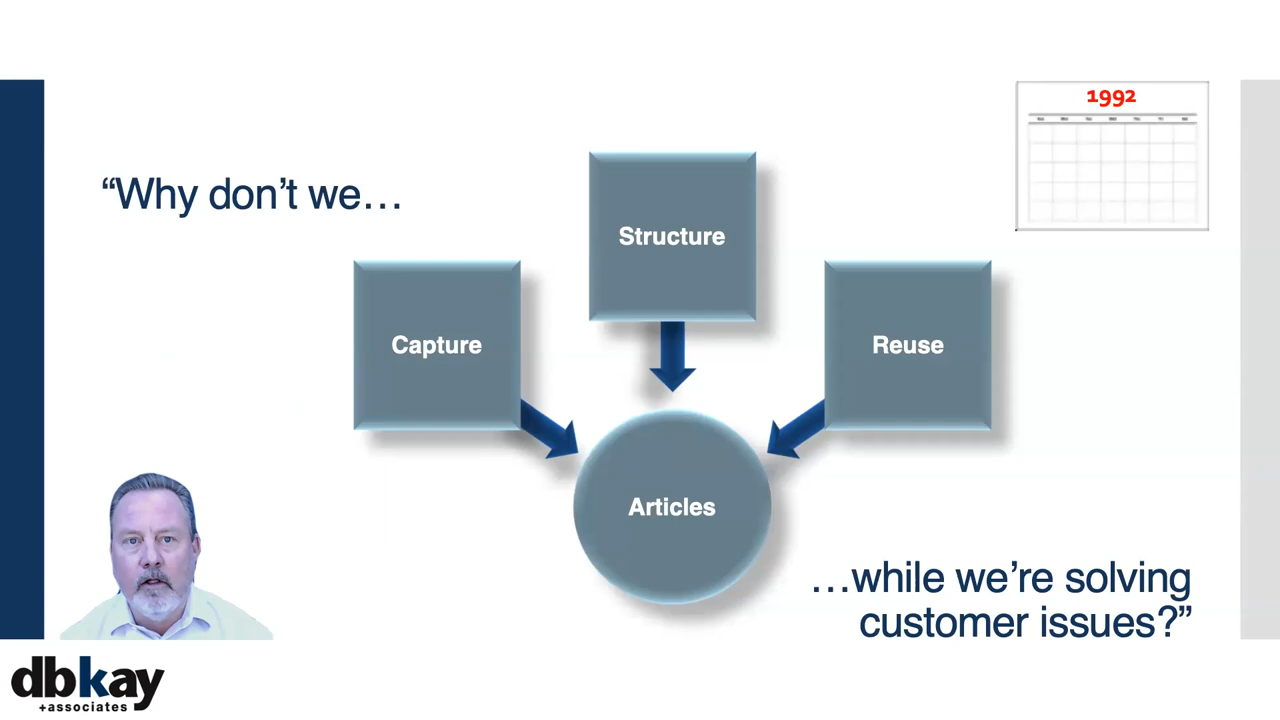 1992
“Why don’t we…
Structure
Capture
Reuse
Articles
…while we’re solving
customer issues?”
dbkay
+associates